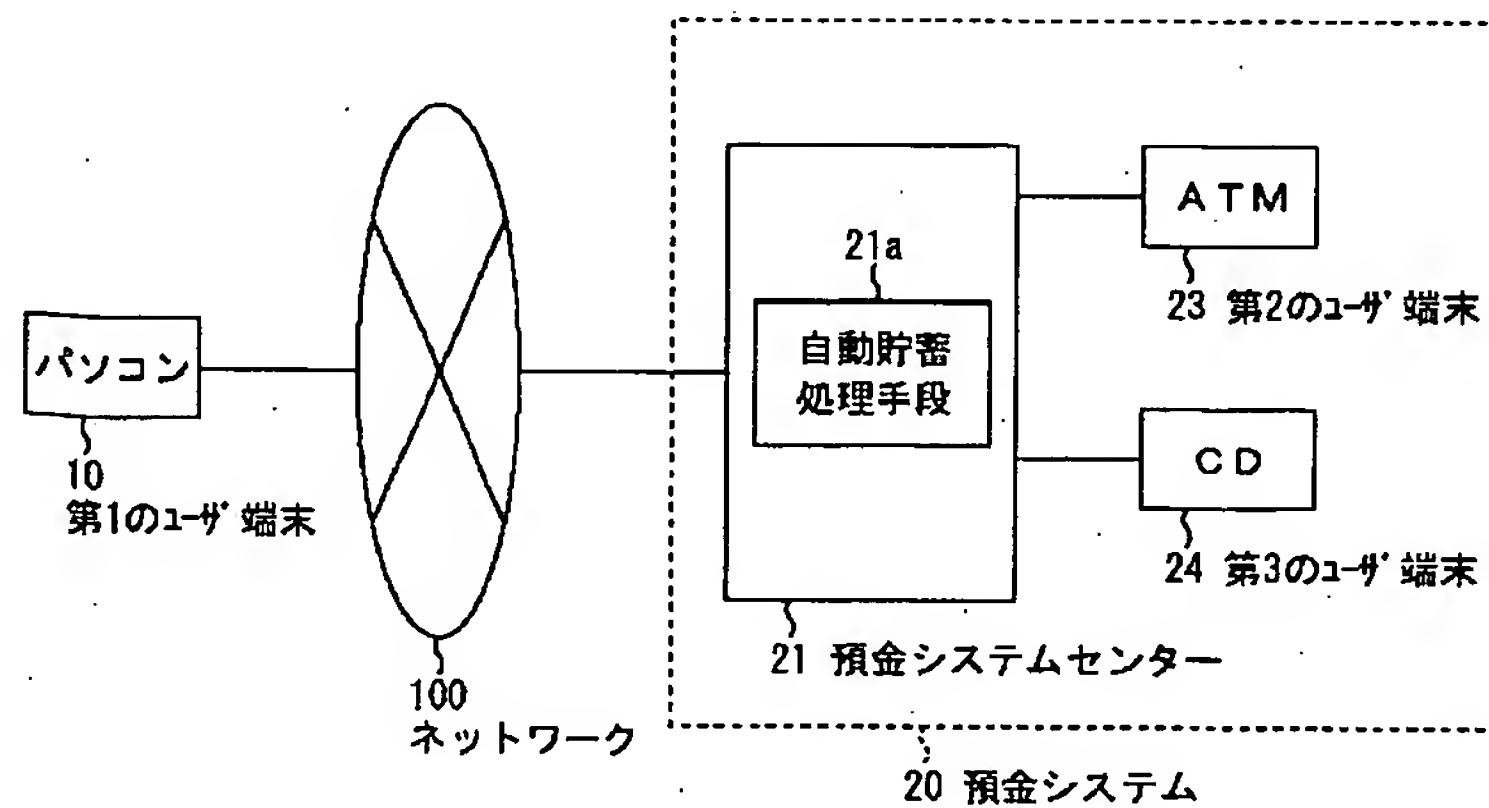 パソコン
10
第1のﾕｰｻﾞ端末
100
ネットワーク
21a
自動貯蓄
処理手段
21 預金システムセンター
ATM
23 第2のﾕｰｻﾞ端末
CD
24 第3のﾕｰｻﾞ端末
20 預金システム